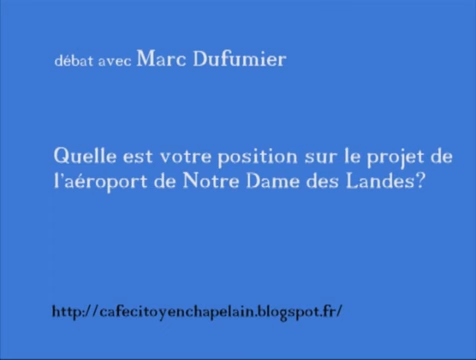 débat avec Marc Dufumier
Quelle est votre position sur le projet de
l'aéroport de Notre Dame des Landes?
http://cafecitoyenchapelain.blogspot.fr/